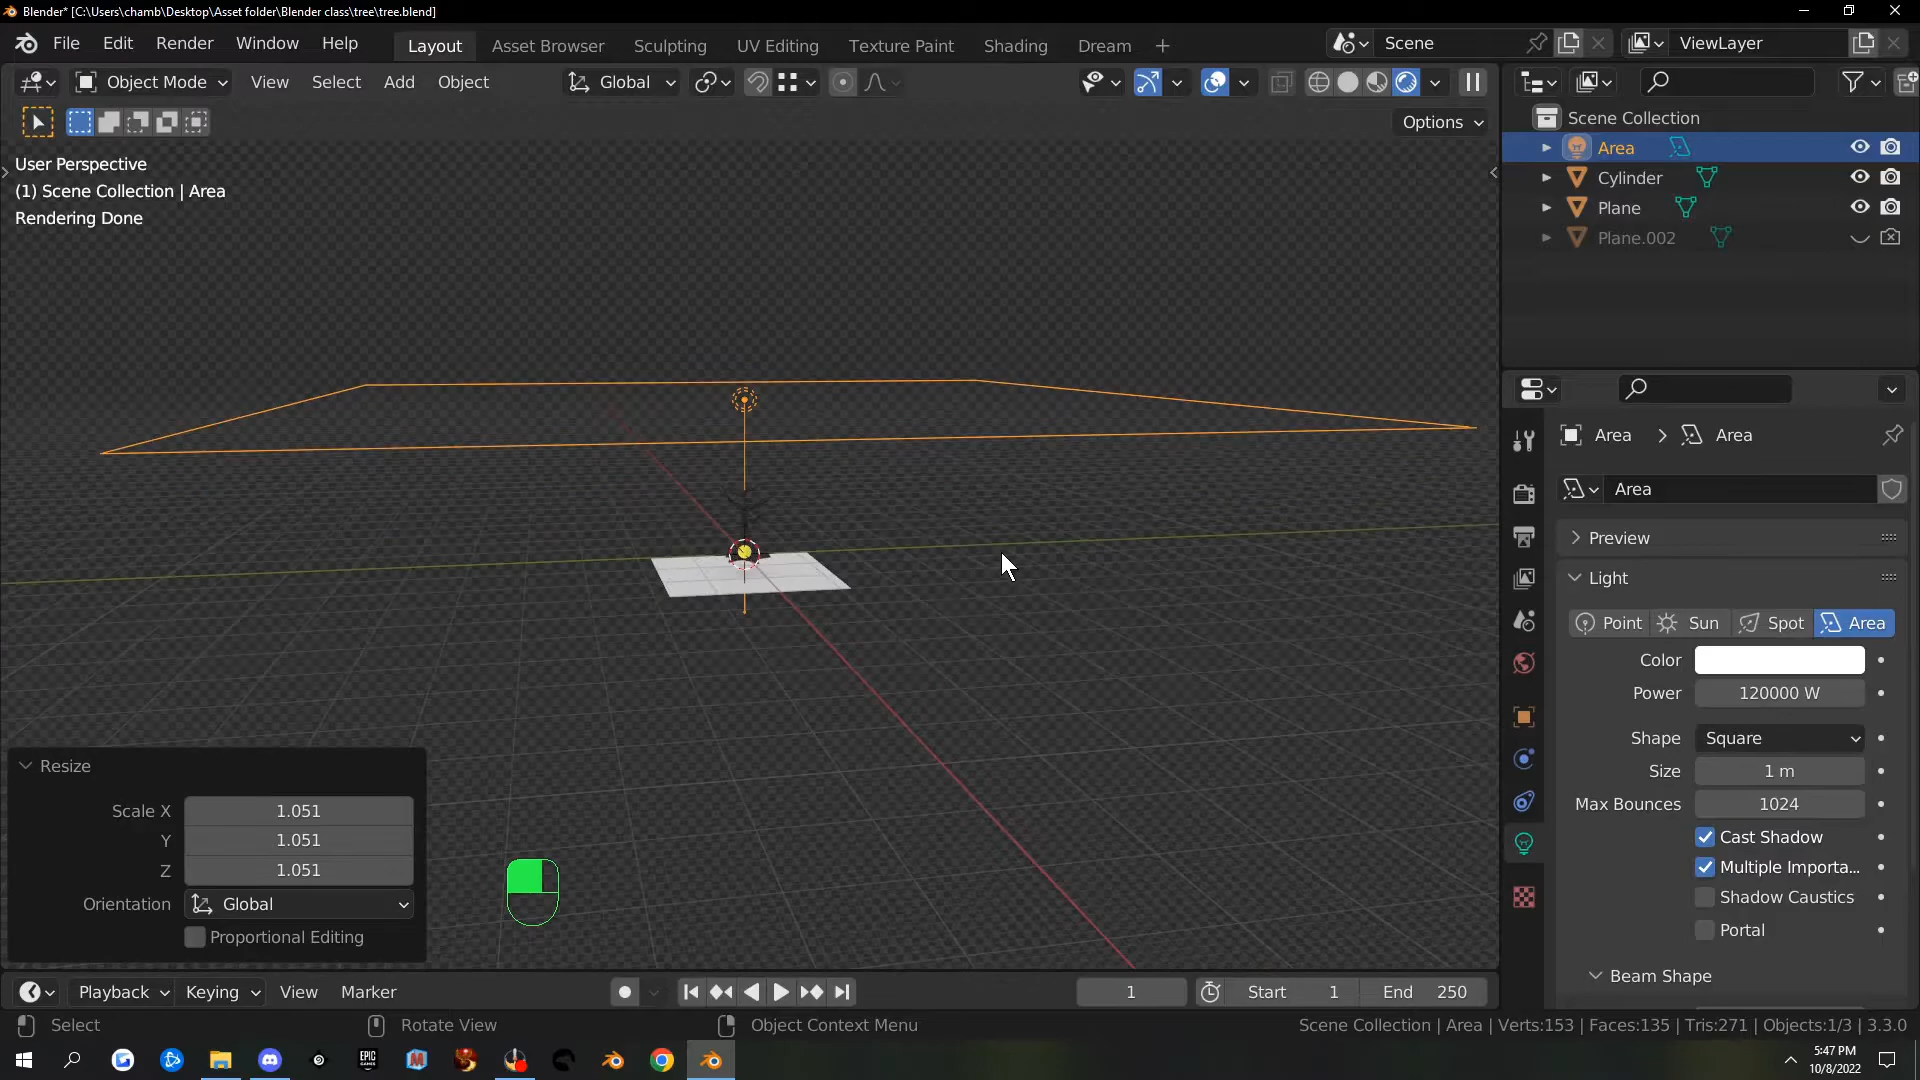 Blender* [C:\Users\chamb\Desktop\Asset folder\Blender class\tree\tree.blend]
File Edit Render Window Help Layout Asset Browser Sculpting UV Editing Texture Paint Shading Dream Scene ViewLayer
Object Mode View Select Add Object Global
Options
User Perspective
(1) Scene Collection | Area
Rendering Done
Scene Collection
Area
Cylinder
Plane
Plane.002
Area Area
Area
Preview
Light
Point Sun Spot Area
Color
Power 120000 W
Shape Square
Size 1 m
Max Bounces 1024
Cast Shadow
Multiple Importa...
Shadow Caustics
Portal
Beam Shape
Resize
Scale X 1.051
Y 1.051
Z 1.051
Orientation Global
Proportional Editing
Playback Keying View Marker 1 Start 1 End 250
Select Rotate View Object Context Menu Scene Collection | Area | Verts:153 | Faces:135 | Tris:271 | Objects:1/3 | 3.3.0
EPIC GAMES
5:47 PM
10/8/2022